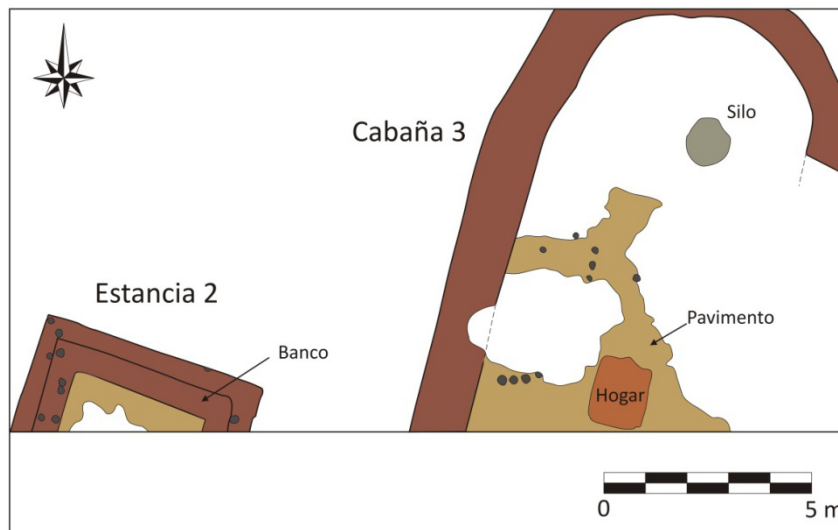 Silo
Cabaña 3
Estancia 2
Pavimento
Banco
Hogar
0 5 m